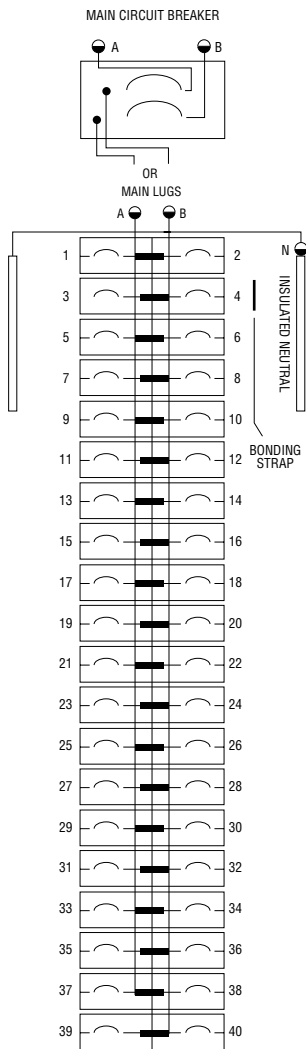 MAIN CIRCUIT BREAKER
A B
OR
MAIN LUGS
A B
N
1 2
3 4
INSULATED NEUTRAL
5 6
7 8
9 10
BONDING
STRAP
11 12
13 14
15 16
17 18
19 20
21 22
23 24
25 26
27 28
29 30
31 32
33 34
35 36
37 38
39 40